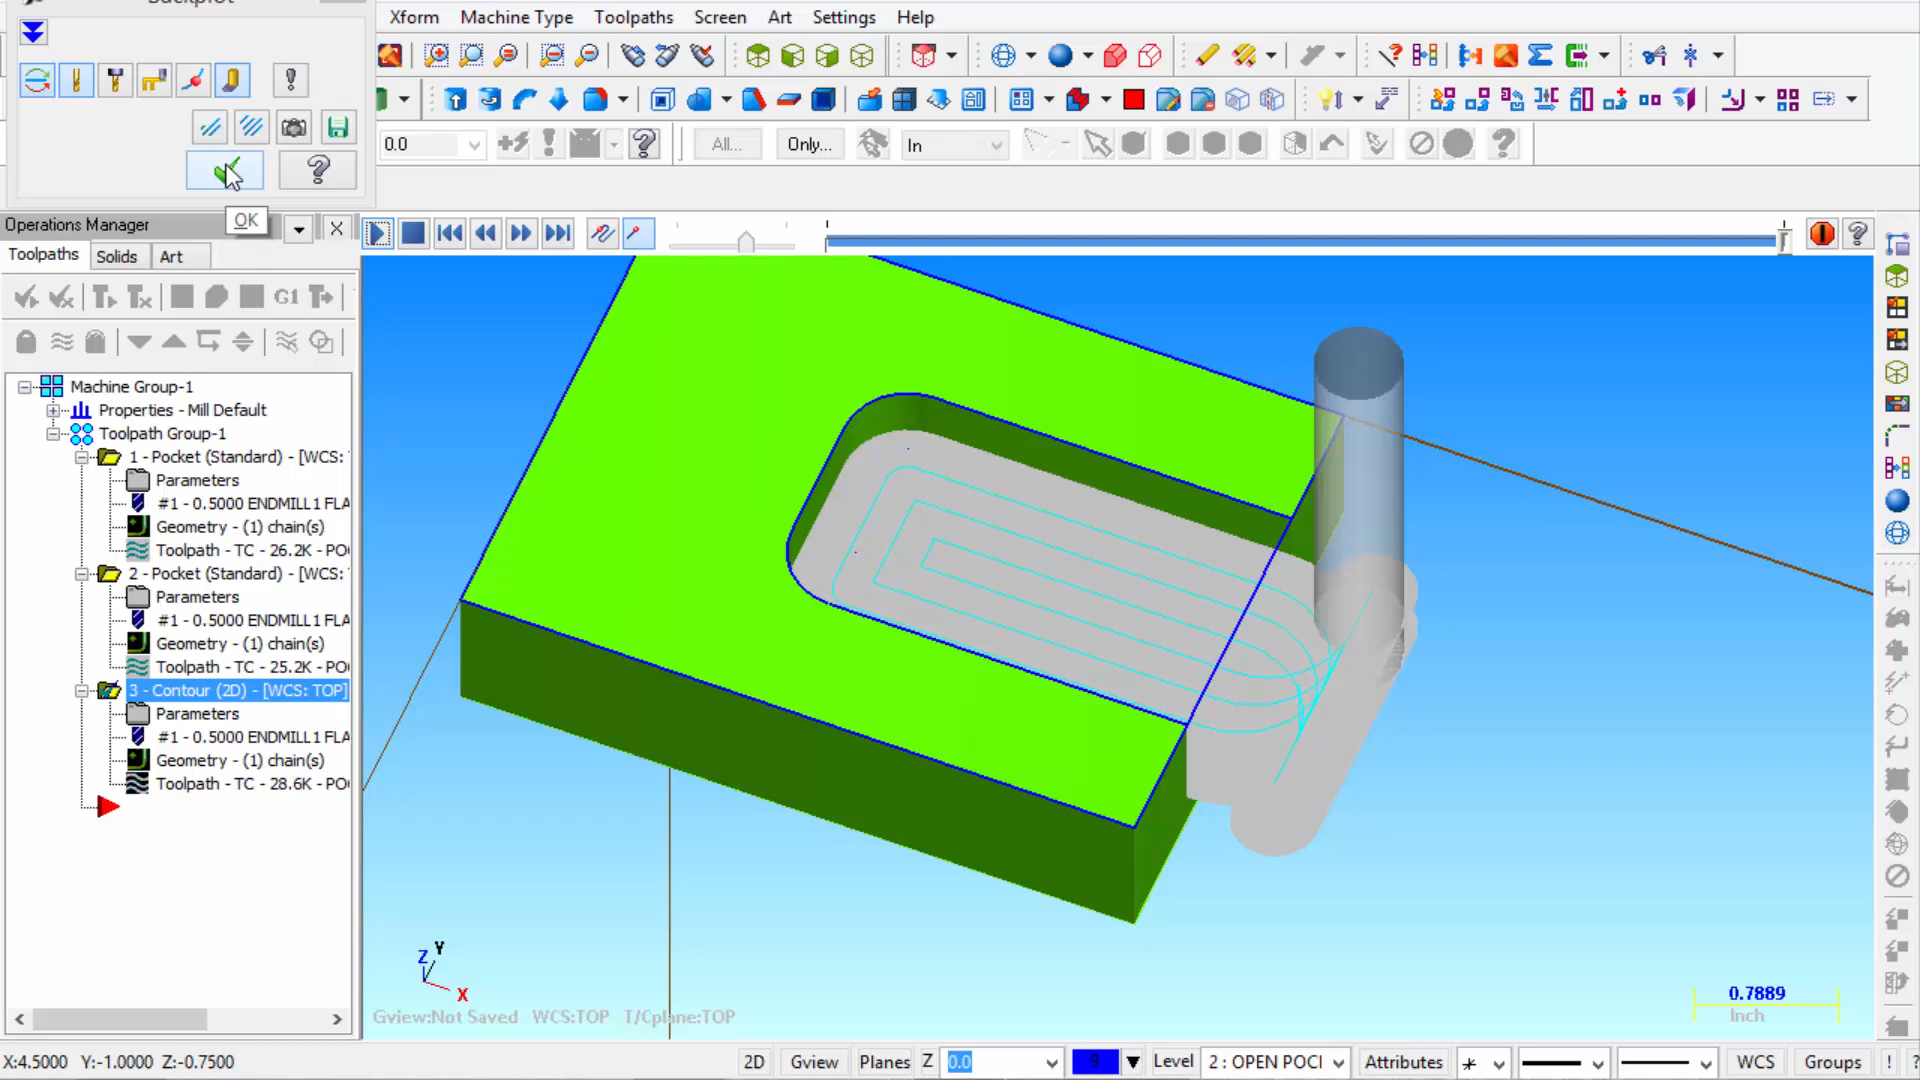 Backplot
Xform Machine Type Toolpaths Screen Art Settings Help
0.0 All... Only... In
OK
Operations Manager
Toolpaths Solids Art
G1
Machine Group-1
Properties - Mill Default
Toolpath Group-1
1 - Pocket (Standard) - [WCS:
Parameters
#1 - 0.5000 ENDMILL1 FLA
Geometry - (1) chain(s)
Toolpath - TC - 26.2K - PO
2 - Pocket (Standard) - [WCS:
Parameters
#1 - 0.5000 ENDMILL1 FLA
Geometry - (1) chain(s)
Toolpath - TC - 25.2K - PO
3 - Contour (2D) - [WCS: TOP]
Parameters
#1 - 0.5000 ENDMILL1 FLA
Geometry - (1) chain(s)
Toolpath - TC - 28.6K - PO
Z Y
X
0.7889
Inch
Gview:Not Saved WCS:TOP T/Cplane:TOP
X:4.5000 Y:-1.0000 Z:-0.7500 2D Gview Planes Z 0.0 9 Level 2 : OPEN POCI Attributes WCS Groups ! ?